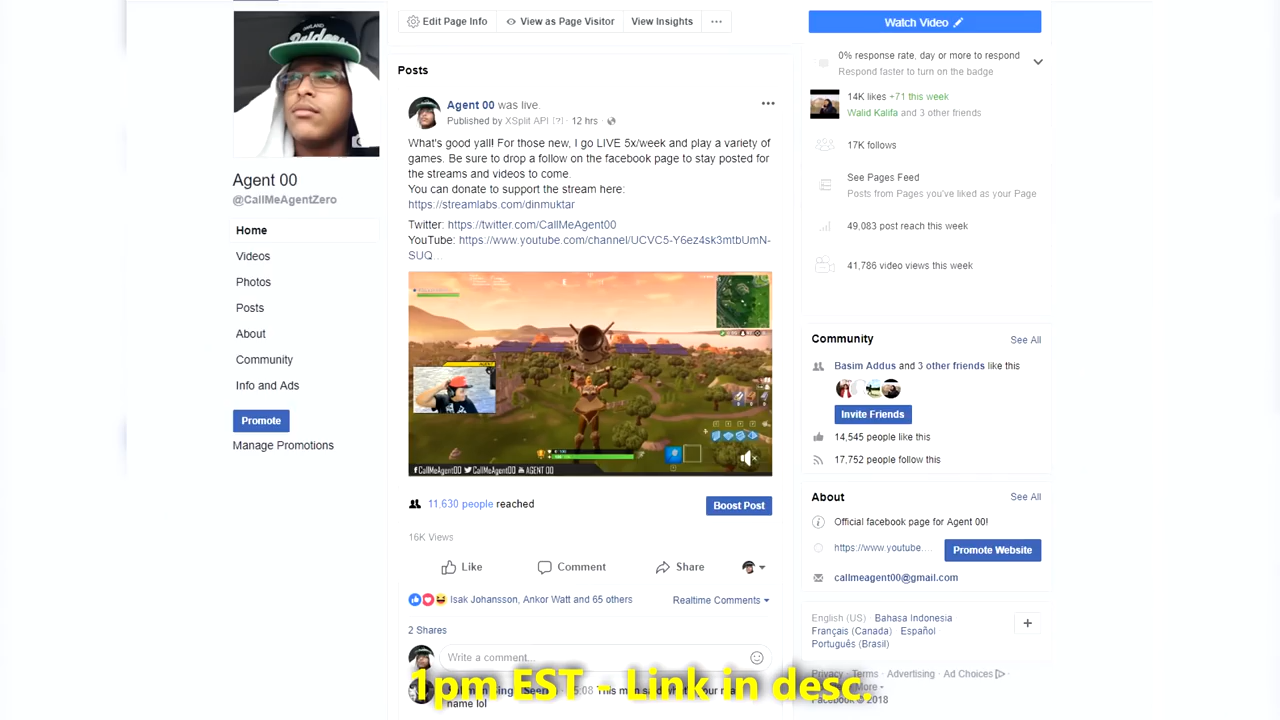 Edit Page Info
View as Page Visitor
View Insights
Watch Video
Agent 00
@CallMeAgentZero
Home
Videos
Photos
Posts
About
Community
Info and Ads
Promote
Manage Promotions
Posts
Agent 00 was live.
Published by XSplit API [?] · 12 hrs ·
What's good yall! For those new, I go LIVE 5x/week and play a variety of
games. Be sure to drop a follow on the facebook page to stay posted for
the streams and videos to come.
You can donate to support the stream here:
https://streamlabs.com/dinmuktar
Twitter: https://twitter.com/CallMeAgent00
YouTube: https://www.youtube.com/channel/UCVC5-Y6ez4sk3mtbUmN-
SUQ...
CallMeAgent00 CallMeAgent00 AGENT 00
11,630 people reached
Boost Post
16K Views
Like
Comment
Share
Isak Johansson, Ankor Watt and 65 others
Realtime Comments
2 Shares
Write a comment...
name lol
0% response rate, day or more to respond
Respond faster to turn on the badge
14K likes +71 this week
Walid Kalifa and 3 other friends
17K follows
See Pages Feed
Posts from Pages you've liked as your Page
49,083 post reach this week
41,786 video views this week
Community
See All
Basim Addus and 3 other friends like this
Invite Friends
14,545 people like this
17,752 people follow this
About
See All
Official facebook page for Agent 00!
https://www.youtube....
Promote Website
callmeagent00@gmail.com
English (US) · Bahasa Indonesia
Français (Canada) · Español
Português (Brasil)
Privacy · Terms · Advertising · Ad Choices
More
Facebook © 2018
1pm EST - Link in desc.